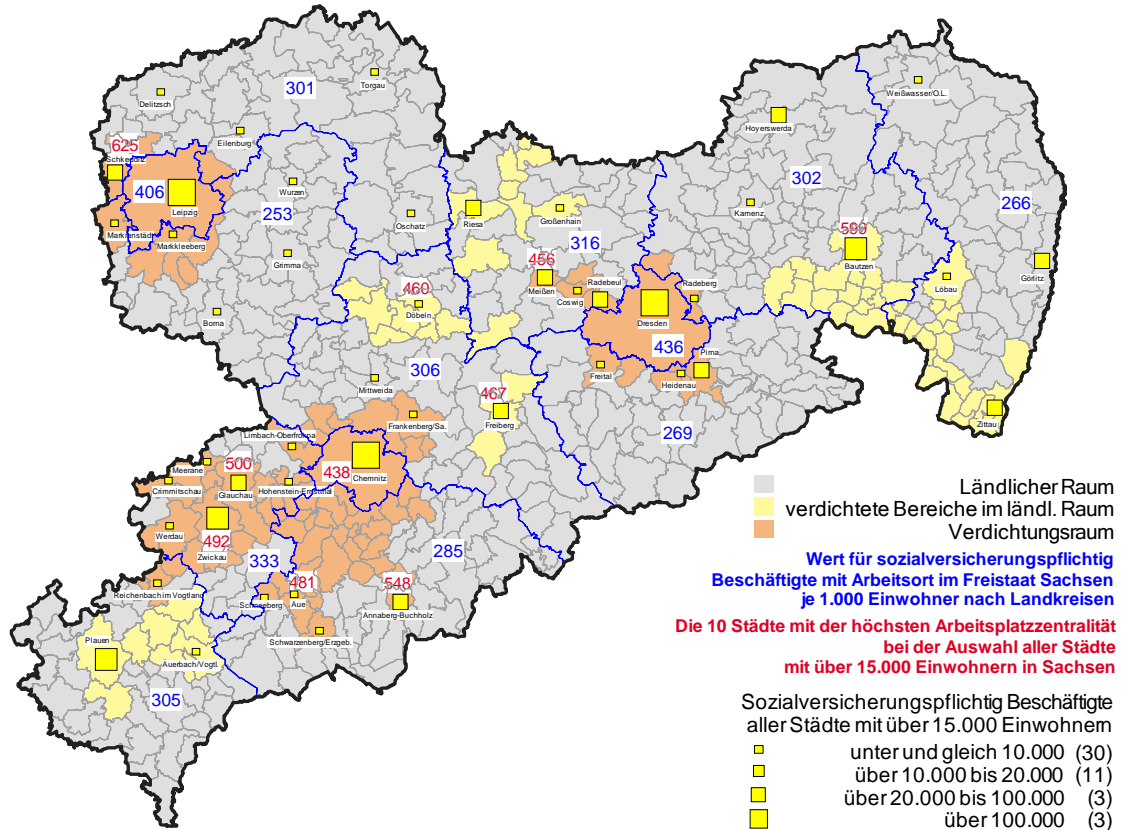 Torgau
301
Delitzsch
Weißwasser/O.L.
Hoyerswerda
Eilenburg
625
Schkeuditz
302
406
Leipzig
Wurzen
253
266
Kamenz
Oschatz
Riesa
Großenhain
Markranstädt
Markkleeberg
316
599
Bautzen
Grimma
456
Meißen
Radebeul
Coswig
Radeberg
Görlitz
Löbau
460
Döbeln
Dresden
Borna
436
Pirna
306
Freital
Heidenau
Mittweida
467
Freiberg
Zittau
Frankenberg/Sa.
269
Limbach-Oberfrohna
Meerane
500
438
Chemnitz
Crimmitschau
Glauchau
Hohenstein-Ernstthal
Werdau
492
Zwickau
333
285
481
548
Reichenbach im Vogtland
Schneeberg
Aue
Annaberg-Buchholz
Schwarzenberg/Erzgeb.
Plauen
Auerbach/Vogtl.
305
Ländlicher Raum
verdichtete Bereiche im ländl. Raum
Verdichtungsraum
Wert für sozialversicherungspflichtig
Beschäftigte mit Arbeitsort im Freistaat Sachsen
je 1.000 Einwohner nach Landkreisen
Die 10 Städte mit der höchsten Arbeitsplatzzentralität
bei der Auswahl aller Städte
mit über 15.000 Einwohnern in Sachsen
Sozialversicherungspflichtig Beschäftigte
aller Städte mit über 15.000 Einwohnern
unter und gleich 10.000 (30)
über 10.000 bis 20.000 (11)
über 20.000 bis 100.000 (3)
über 100.000 (3)